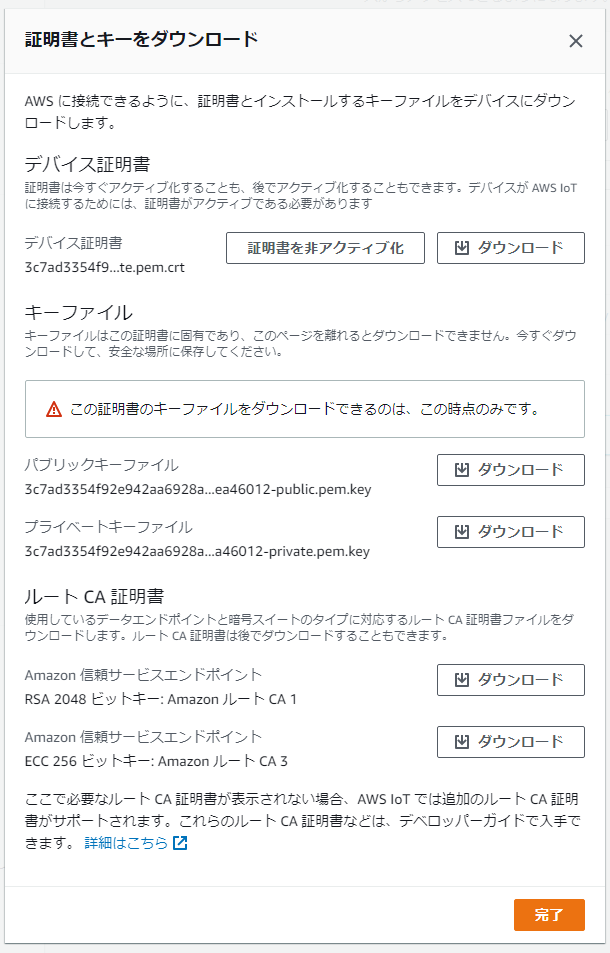 証明書とキーをダウンロード
AWS に接続できるように、証明書とインストールするキーファイルをデバイスにダウン
ロードします。
デバイス証明書
証明書は今すぐアクティブ化することも、後でアクティブ化することもできます。デバイスが AWS IoT
に接続するためには、証明書がアクティブである必要があります
デバイス証明書
3c7ad3354f9...te.pem.crt
証明書を非アクティブ化
ダウンロード
キーファイル
キーファイルはこの証明書に固有であり、このページを離れるとダウンロードできません。今すぐダウ
ンロードして、安全な場所に保存してください。
この証明書のキーファイルをダウンロードできるのは、この時点のみです。
パブリックキーファイル
3c7ad3354f92e942aa6928a...ea46012-public.pem.key
ダウンロード
プライベートキーファイル
3c7ad3354f92e942aa6928a...a46012-private.pem.key
ダウンロード
ルート CA 証明書
使用しているデータエンドポイントと暗号スイートのタイプに対応するルート CA 証明書ファイルをダ
ウンロードします。ルート CA 証明書は後でダウンロードすることもできます。
Amazon 信頼サービスエンドポイント
RSA 2048 ビットキー: Amazon ルート CA 1
ダウンロード
Amazon 信頼サービスエンドポイント
ECC 256 ビットキー: Amazon ルート CA 3
ダウンロード
ここで必要なルート CA 証明書が表示されない場合、AWS IoT では追加のルート CA 証明
書がサポートされます。これらのルート CA 証明書などは、デベロッパーガイドで入手で
きます。 詳細はこちら
完了